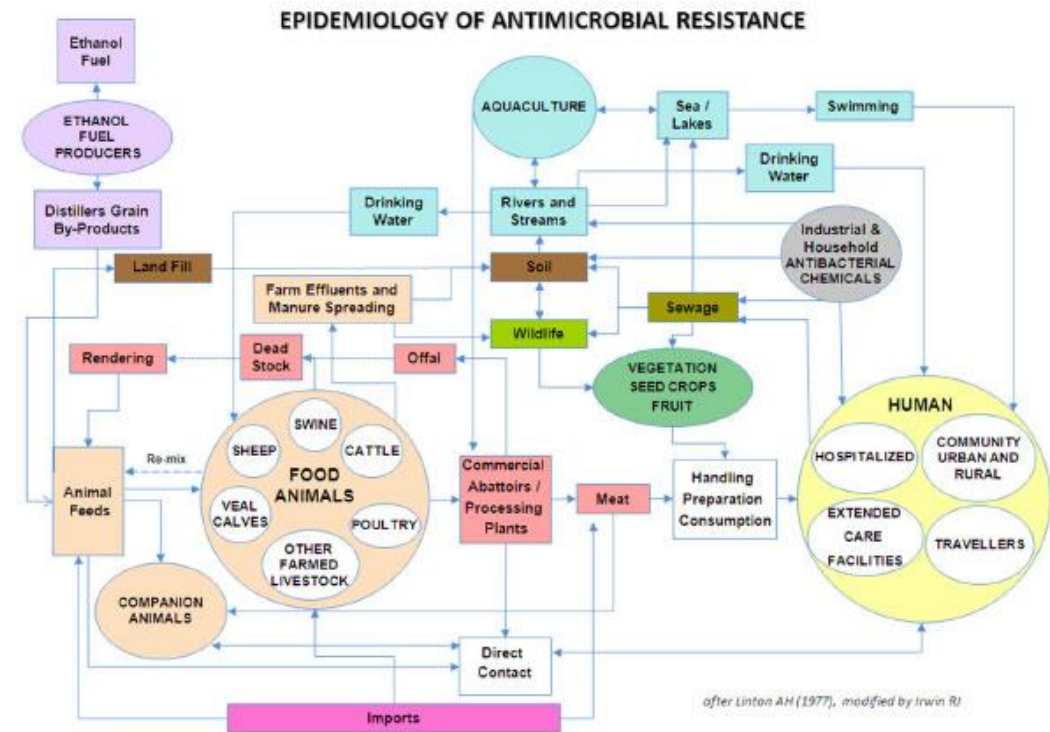 EPIDEMIOLOGY OF ANTIMICROBIAL RESISTANCE
Ethanol
Fuel
ETHANOL
FUEL
PRODUCERS
Distillers Grain
By-Products
AQUACULTURE
Sea /
Lakes
Swimming
Drinking
Water
Drinking
Water
Rivers and
Streams
Industrial &
Household
ANTIBACTERIAL
CHEMICALS
Land Fill
Soil
Farm Effluents and
Manure Spreading
Sewage
Wildlife
Rendering
Dead
Stock
Offal
VEGETATION
SEED CROPS
FRUIT
HUMAN
HOSPITALIZED
COMMUNITY
URBAN AND
RURAL
EXTENDED
CARE
FACILITIES
TRAVELLERS
SWINE
SHEEP
CATTLE
FOOD
ANIMALS
VEAL
CALVES
POULTRY
OTHER
FARMED
LIVESTOCK
Re-mix
Animal
Feeds
Commercial
Abattoirs /
Processing
Plants
Meat
Handling
Preparation
Consumption
COMPANION
ANIMALS
Direct
Contact
Imports
after Linton AH (1977), modified by Irwin RJ